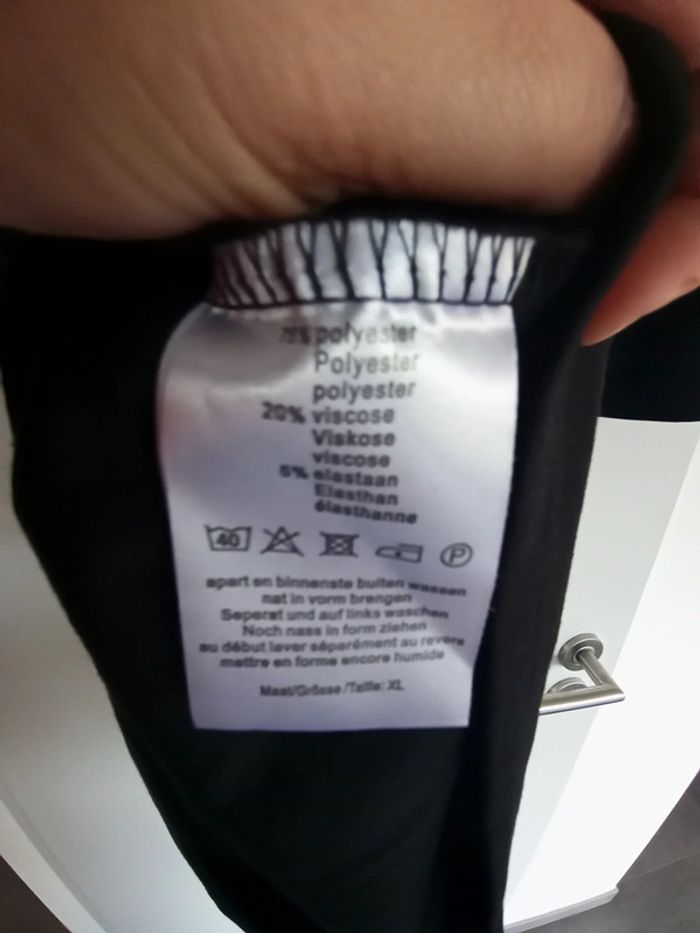 75% polyester
Polyester
polyester
20% viscose
Viskose
viscose
5% elastaan
Elasthan
élasthanne
40
P
apart en binnenste buiten wassen
nat in vorm brengen
Separat und auf links waschen
Noch nass in form ziehen
au début laver séparément au revers
mettre en forme encore humide
Maat/Grösse/Taille: XL